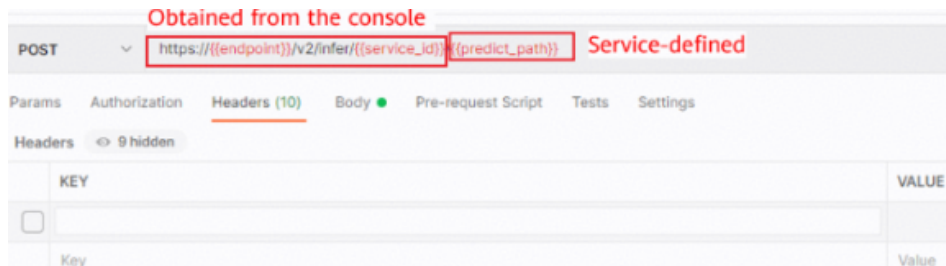 Obtained from the console
POST https://{{endpoint}}/v2/infer/{{service_id}}/{{predict_path}} Service-defined
Params Authorization Headers (10) Body Pre-request Script Tests Settings
Headers 9 hidden
KEY VALUE
Key Value